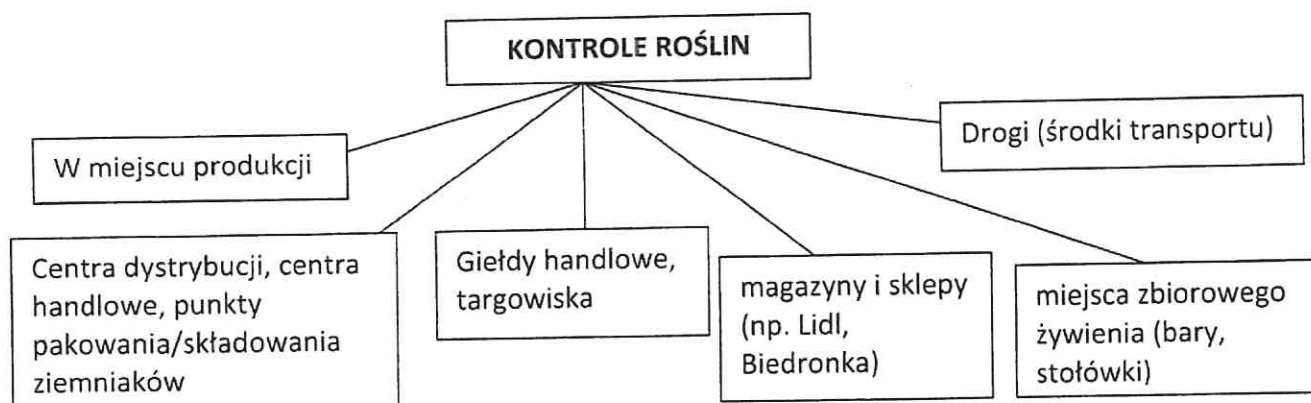 KONTROLE ROŚLIN
Drogi (środki transportu)
W miejscu produkcji
Centra dystrybucji, centra
handlowe, punkty
pakowania/składowania
ziemniaków
Giełdy handlowe,
targowiska
magazyny i sklepy
(np. Lidl,
Biedronka)
miejsca zbiorowego
żywienia (bary,
stołówki)